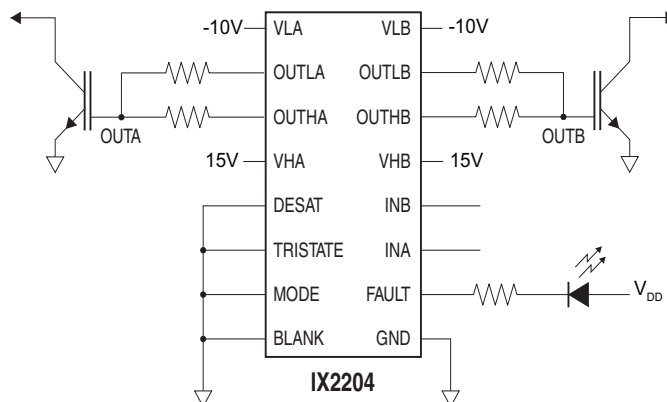 -10V VLA VLB -10V
OUTLA OUTLB
OUTHA OUTHB
OUTA OUTB
15V VHA VHB 15V
DESAT INB
TRISTATE INA
MODE FAULT VDD
BLANK GND
IX2204